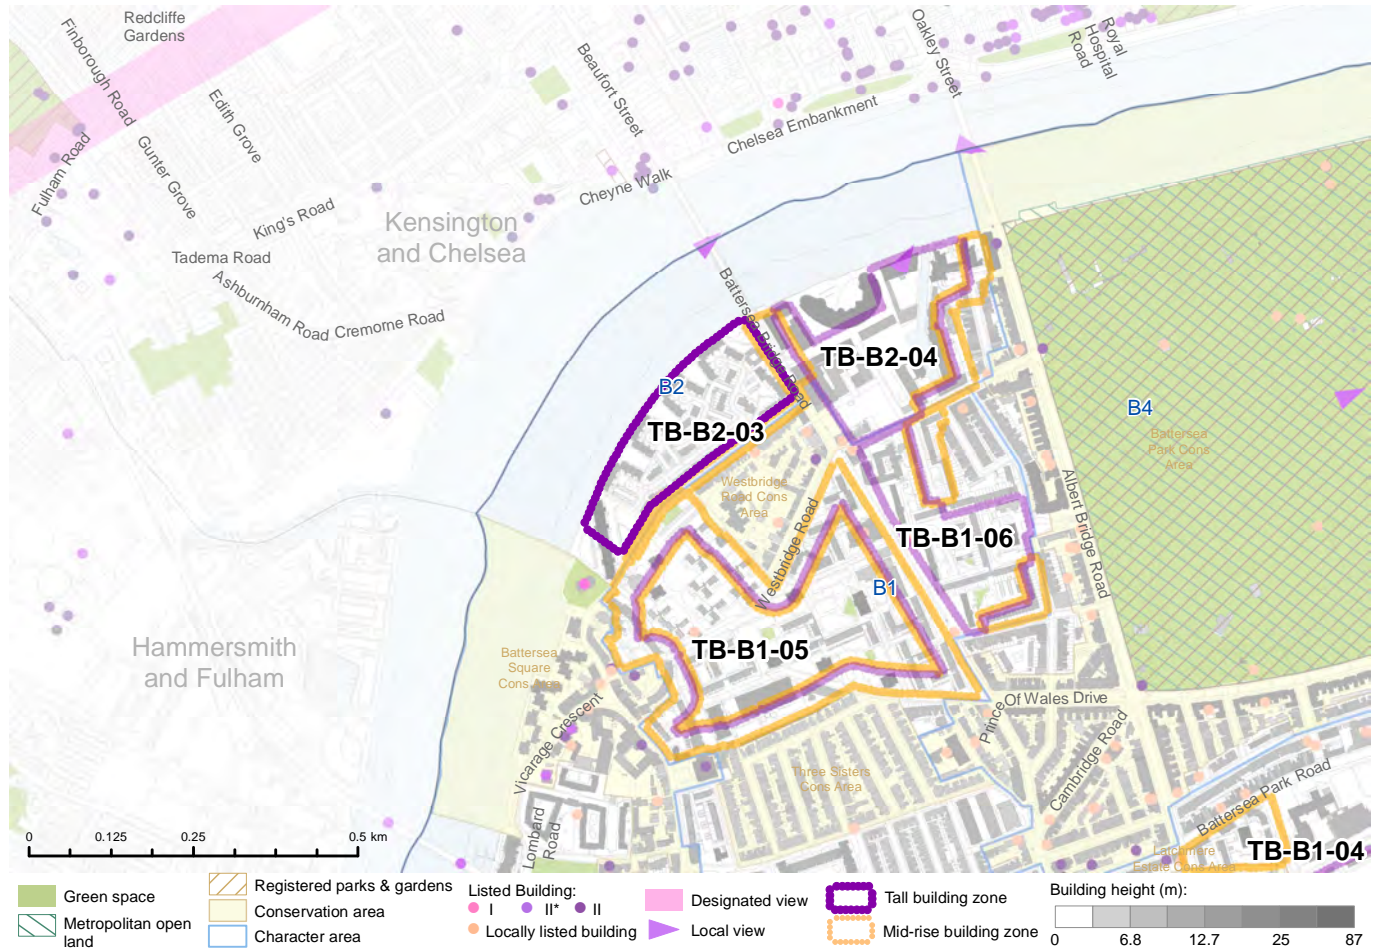 Redcliffe
Gardens
Finborough Road
Edith Grove
Gunter Grove
Fulham Road
King's Road
Tadema Road
Ashburnham Road
Cremorne Road
Kensington
and Chelsea
Beaufort Street
Cheyne Walk
Chelsea Embankment
Oakley Street
Royal
Hospital
Road
Battersea Bridge Road
TB-B2-04
B2
TB-B2-03
B4
Battersea
Park Cons
Area
Westbridge
Road Cons
Area
Westbridge Road
Albert Bridge Road
TB-B1-06
B1
TB-B1-05
Hammersmith
and Fulham
Battersea
Square
Cons Area
Vicarage Crescent
Prince
Of Wales Drive
Cambridge Road
Three Sisters
Cons Area
Battersea Park Road
Lombard
Road
Latchmere
Estate Cons Area
TB-B1-04
0 0.125 0.25 0.5 km
Green space
Metropolitan open
land
Registered parks & gardens
Conservation area
Character area
Listed Building:
I II* II
Locally listed building
Designated view
Local view
Tall building zone
Mid-rise building zone
Building height (m):
0 6.8 12.7 25 87